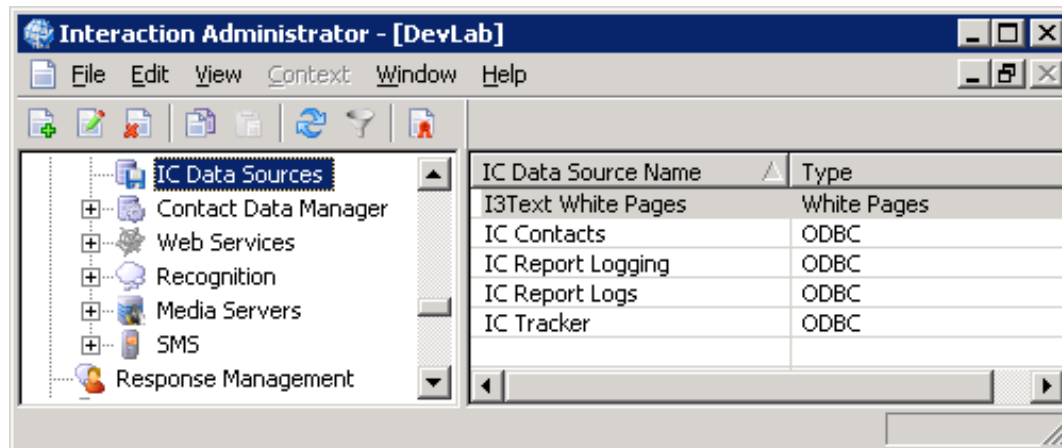 Interaction Administrator - [DevLab]
File Edit View Context Window Help
IC Data Sources
Contact Data Manager
Web Services
Recognition
Media Servers
SMS
Response Management
IC Data Source Name Type
I3Text White Pages White Pages
IC Contacts ODBC
IC Report Logging ODBC
IC Report Logs ODBC
IC Tracker ODBC